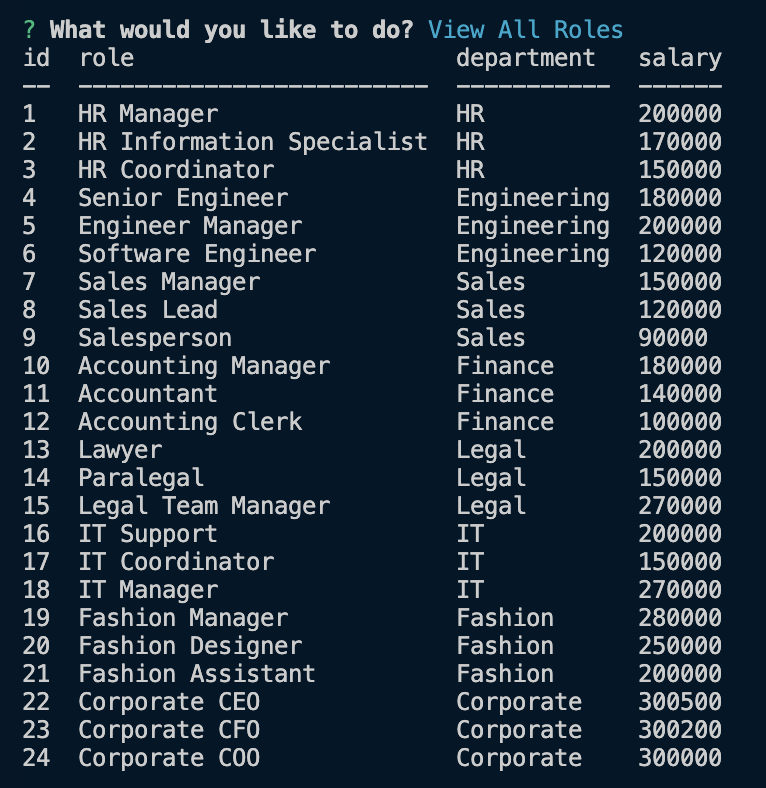 ? What would you like to do? View All Roles
id  role                       department   salary
--  -------------------------  -----------  ------
1   HR Manager                 HR           200000
2   HR Information Specialist  HR           170000
3   HR Coordinator             HR           150000
4   Senior Engineer            Engineering  180000
5   Engineer Manager           Engineering  200000
6   Software Engineer          Engineering  120000
7   Sales Manager              Sales        150000
8   Sales Lead                 Sales        120000
9   Salesperson                Sales        90000
10  Accounting Manager         Finance      180000
11  Accountant                 Finance      140000
12  Accounting Clerk           Finance      100000
13  Lawyer                     Legal        200000
14  Paralegal                  Legal        150000
15  Legal Team Manager         Legal        270000
16  IT Support                 IT           200000
17  IT Coordinator             IT           150000
18  IT Manager                 IT           270000
19  Fashion Manager            Fashion      280000
20  Fashion Designer           Fashion      250000
21  Fashion Assistant          Fashion      200000
22  Corporate CEO              Corporate    300500
23  Corporate CFO              Corporate    300200
24  Corporate COO              Corporate    300000